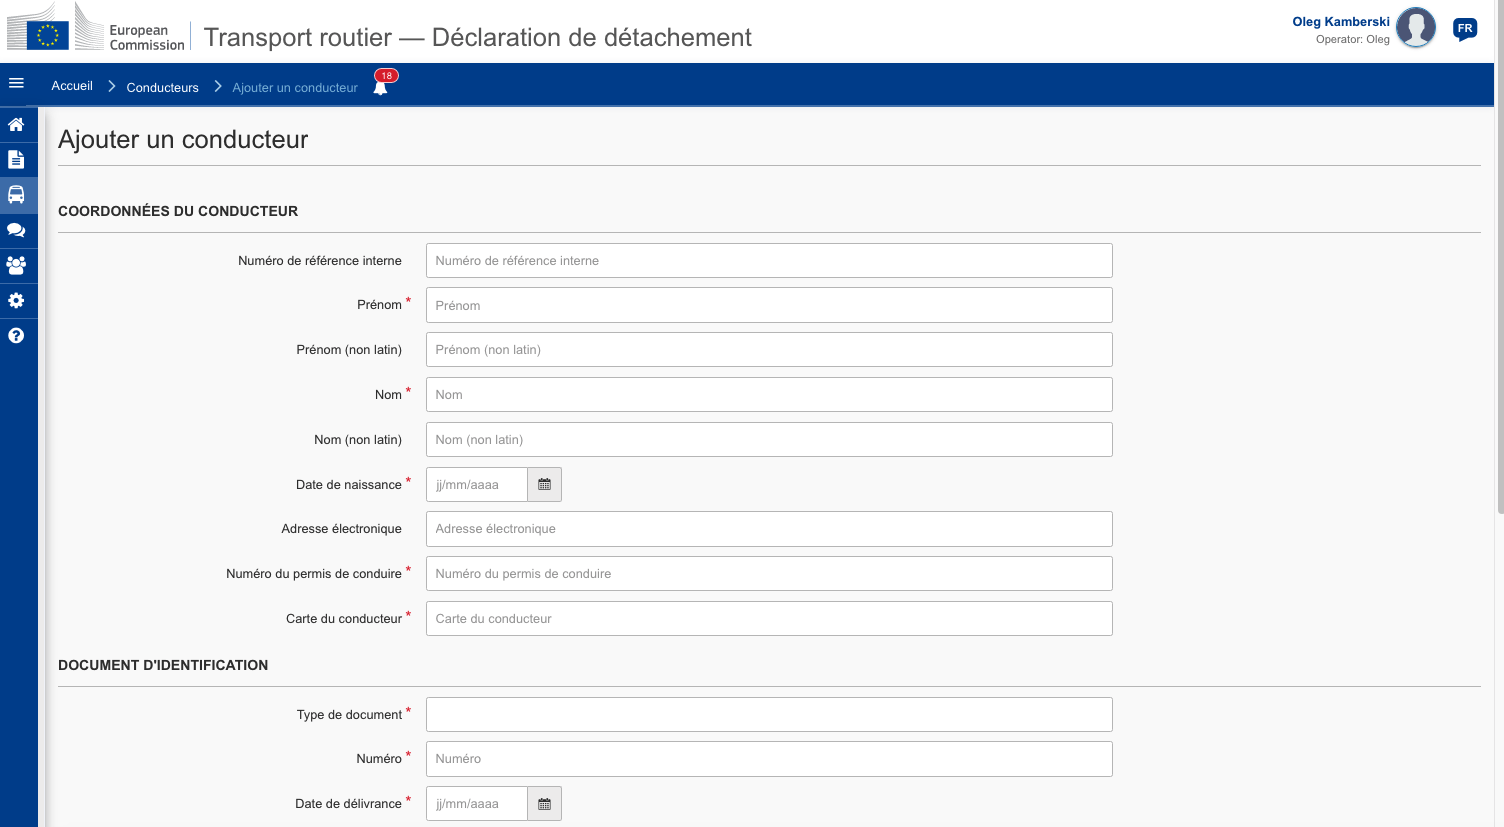 European
Commission
Transport routier — Déclaration de détachement
Oleg Kamberski
Operator: Oleg
FR
Accueil
Conducteurs
Ajouter un conducteur
18
Ajouter un conducteur
COORDONNÉES DU CONDUCTEUR
Numéro de référence interne
Numéro de référence interne
Prénom *
Prénom
Prénom (non latin)
Prénom (non latin)
Nom *
Nom
Nom (non latin)
Nom (non latin)
Date de naissance *
jj/mm/aaaa
Adresse électronique
Adresse électronique
Numéro du permis de conduire *
Numéro du permis de conduire
Carte du conducteur *
Carte du conducteur
DOCUMENT D'IDENTIFICATION
Type de document *
Numéro *
Numéro
Date de délivrance *
jj/mm/aaaa